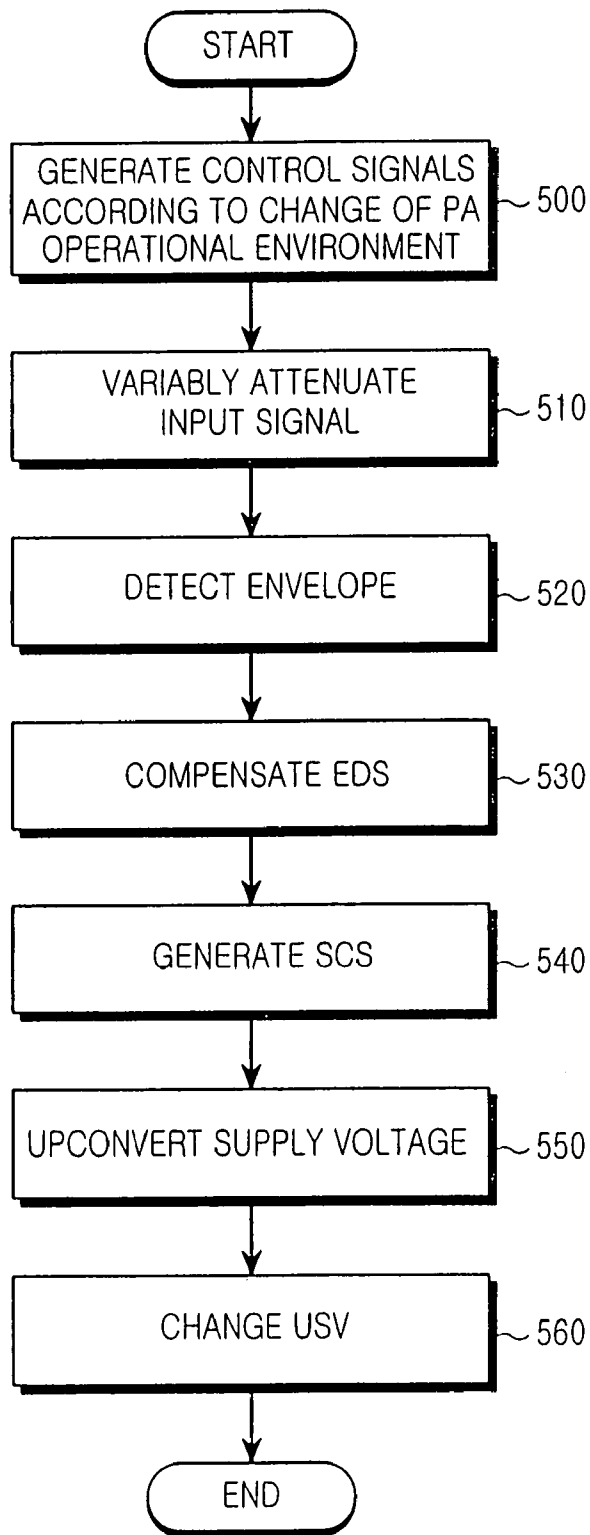 START
GENERATE CONTROL SIGNALS
ACCORDING TO CHANGE OF PA
OPERATIONAL ENVIRONMENT
500
VARIABLY ATTENUATE
INPUT SIGNAL
510
DETECT ENVELOPE
520
COMPENSATE EDS
530
GENERATE SCS
540
UPCONVERT SUPPLY VOLTAGE
550
CHANGE USV
560
END